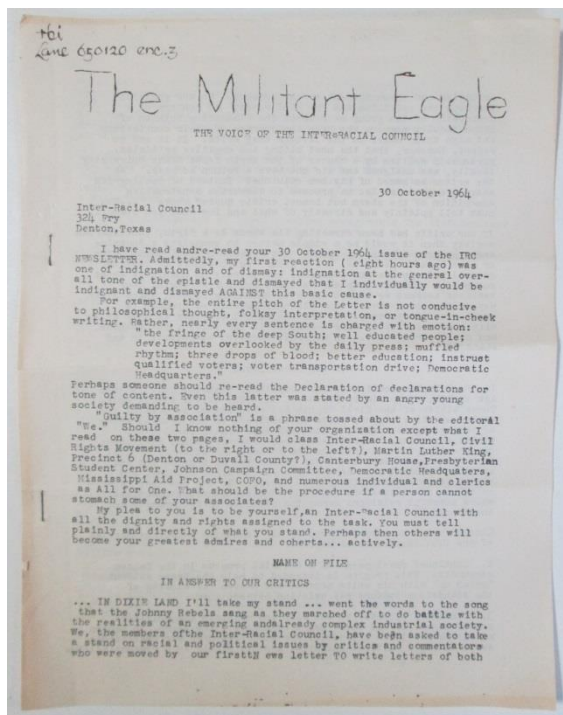 Hoi
Lane 650120 enc.3
The Militant Eagle
THE VOICE OF THE INTER-RACIAL COUNCIL
30 October 1964
Inter-Racial Council
324 Fry
Denton,Texas
I have read andre-read your 30 October 1964 issue of the IRC
NEWSLETTER. Admittedly, my first reaction ( eight hours ago) was
one of indignation and of dismay: indignation at the general over-
all tone of the epistle and dismayed that I individually would be
indignant and dismayed AGAINST this basic cause.
For example, the entire pitch of the Letter is not conducive
to philosophical thought, folksy interpretation, or tongue-in-cheek
writing. Rather, nearly every sentence is charged with emotion:
"the fringe of the deep South; well educated people;
developments overlooked by the daily press; muffled
rhythm; three drops of blood; better education; instrust
qualified voters; voter transportation drive; Democratic
Headquarters."
Perhaps someone should re-read the Declaration of declarations for
tone of content. Even this latter was stated by an angry young
society demanding to be heard.
"Guilty by association" is a phrase tossed about by the editoral
"We." Should I know nothing of your organization except what I
read on these two pages, I would class Inter-Racial Council, Civil
Rights Movement (to the right or to the left?), Martin Luther King,
Precinct 6 (Denton or Duvall County?), Canterbury House,Presbyterian
Student Center, Johnson Campaign Committee, Democratic Headquaters,
Mississippi Aid Project, COFO, and numerous individual and clerics
as All for One. What should be the procedure if a person cannot
stomach some of your associates?
My plea to you is to be yourself,an Inter-Racial Council with
all the dignity and rights assigned to the task. You must tell
plainly and directly of what you stand. Perhaps then others will
become your greatest admires and coherts... actively.
NAME ON FILE
IN ANSWER TO OUR CRITICS
... IN DIXIE LAND I'll take my stand ... went the words to the song
that the Johnny Rebels sang as they marched off to do battle with
the realities of an emerging andalready complex industrial society.
We, the members ofthe Inter-Racial Council, have been asked to take
a stand on racial and political issues by critics and commentators
who were moved by our firstN ews letter TO write letters of both